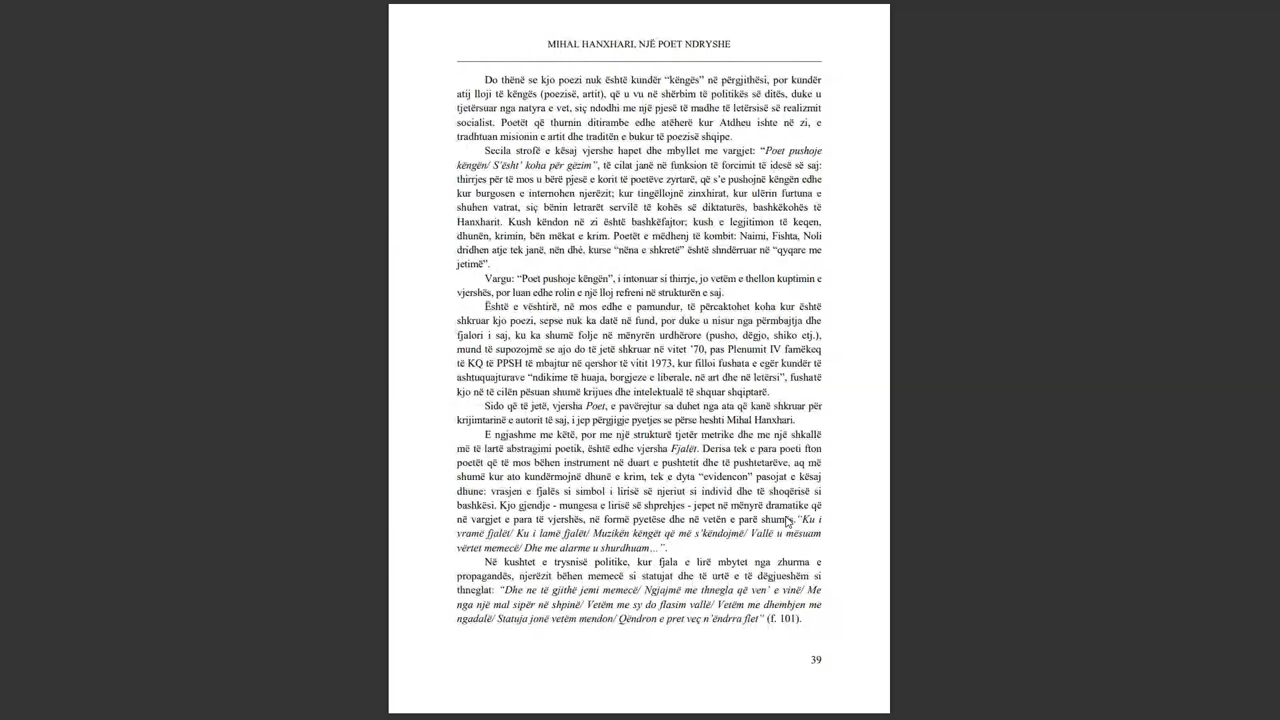 MIHAL HANXHARI, NJË POET NDRYSHE
Do thënë se kjo poezi nuk është kundër “këngës” në përgjithësi, por kundër
atij lloji të këngës (poezisë, artit), që u vu në shërbim të politikës së ditës, duke u
tjetërsuar nga natyra e vet, siç ndodhi me një pjesë të madhe të letërsisë së realizmit
socialist. Poetët që thurnin ditirambe edhe atëherë kur Atdheu ishte në zi, e
tradhtuan misionin e artit dhe traditën e bukur të poezisë shqipe.
Secila strofë e kësaj vjershe hapet dhe mbyllet me vargjet: “Poet pushoje
këngën/ S’ësht’ koha për gëzim”, të cilat janë në funksion të forcimit të idesë së saj:
thirrjes për të mos u bërë pjesë e korit të poetëve zyrtarë, që s’e pushojnë këngën edhe
kur burgosen e internohen njerëzit; kur tingëllojnë zinxhirat, kur ulërin furtuna e
shuhen vatrat, siç bënin letrarët servilë të kohës së diktaturës, bashkëkohës të
Hanxharit. Kush këndon në zi është bashkëfajtor; kush e legjitimon të keqen,
dhunën, krimin, bën mëkat e krim. Poetët e mëdhenj të kombit: Naimi, Fishta, Noli
dridhen atje tek janë, nën dhé, kurse “nëna e shkretë” është shndërruar në “qyqare me
jetimë”.
Vargu: “Poet pushoje këngën”, i intonuar si thirrje, jo vetëm e thellon kuptimin e
vjershës, por luan edhe rolin e një lloj refreni në strukturën e saj.
Është e vështirë, në mos edhe e pamundur, të përcaktohet koha kur është
shkruar kjo poezi, sepse nuk ka datë në fund, por duke u nisur nga përmbajtja dhe
fjalori i saj, ku ka shumë folje në mënyrën urdhërore (pusho, dëgjo, shiko etj.),
mund të supozojmë se ajo do të jetë shkruar në vitet ’70, pas Plenumit IV famëkeq
të KQ të PPSH të mbajtur në qershor të vitit 1973, kur filloi fushata e egër kundër të
ashtuquajturave “ndikime të huaja, borgjeze e liberale, në art dhe në letërsi”, fushatë
kjo në të cilën pësuan shumë krijues dhe intelektualë të shquar shqiptarë.
Sido që të jetë, vjersha Poet, e pavërejtur sa duhet nga ata që kanë shkruar për
krijimtarinë e autorit të saj, i jep përgjigje pyetjes se përse heshti Mihal Hanxhari.
E ngjashme me këtë, por me një strukturë tjetër metrike dhe me një shkallë
më të lartë abstragimi poetik, është edhe vjersha Fjalët. Derisa tek e para poeti fton
poetët që të mos bëhen instrument në duart e pushtetit dhe të pushtetarëve, aq më
shumë kur ato kundërmojnë dhunë e krim, tek e dyta “evidencon” pasojat e kësaj
dhune: vrasjen e fjalës si simbol i lirisë së njeriut si individ dhe të shoqërisë si
bashkësi. Kjo gjendje - mungesa e lirisë së shprehjes - jepet në mënyrë dramatike që
në vargjet e para të vjershës, në formë pyetëse dhe në vetën e parë shumës. “Ku i
vramë fjalët/ Ku i lamë fjalët/ Muzikën këngët që më s’këndojmë/ Vallë u mësuam
vërtet memecë/ Dhe me alarme u shurdhuam…”.
Në kushtet e trysnisë politike, kur fjala e lirë mbytet nga zhurma e
propagandës, njerëzit bëhen memecë si statujat dhe të urtë e të dëgjueshëm si
thneglat: “Dhe ne të gjithë jemi memecë/ Ngjajmë me thnegla që ven’ e vinë/ Me
nga një mal sipër në shpinë/ Vetëm me sy do flasim vallë/ Vetëm me dhembjen me
ngadalë/ Statuja jonë vetëm mendon/ Qëndron e pret veç n’ëndrra flet” (f. 101).
39